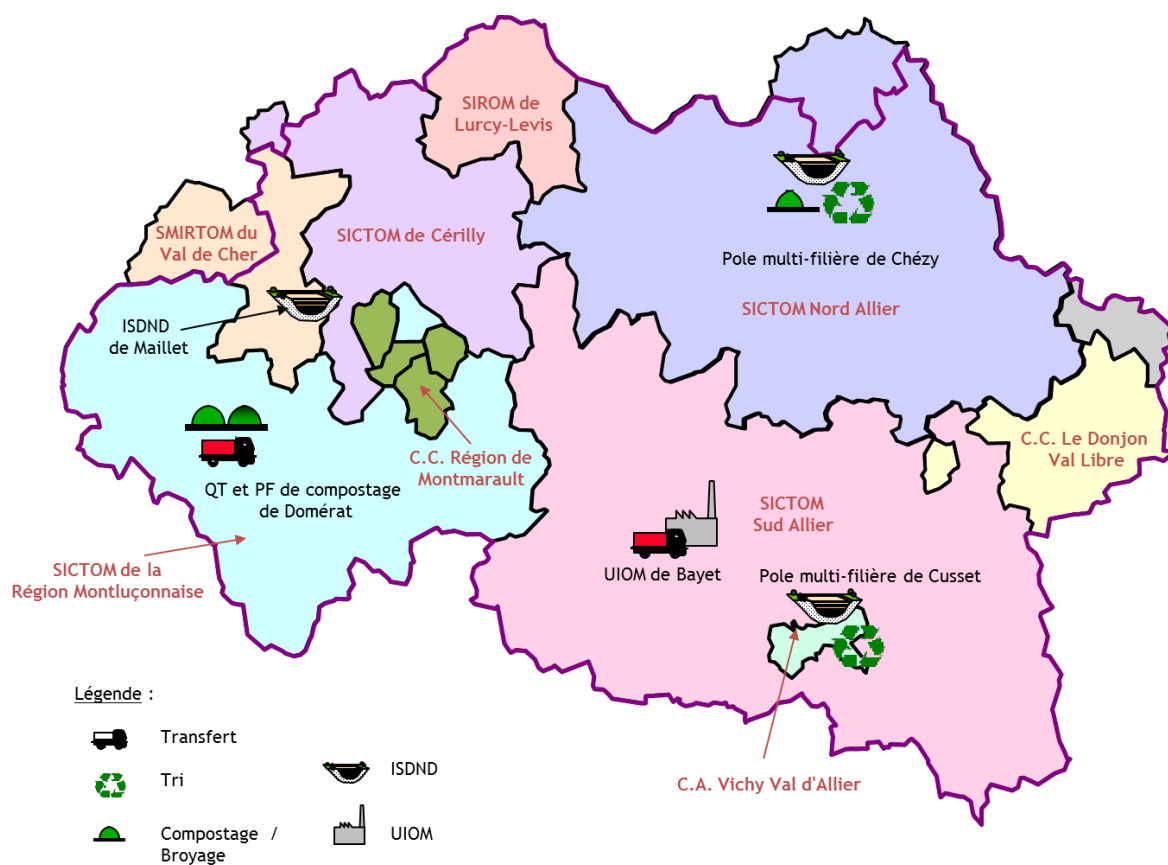 SIROM de
Lurcy-Levis
SMIRTOM du
Val de Cher
SICTOM de Cérilly
Pole multi-filière de Chézy
SICTOM Nord Allier
ISDND
de Maillet
C.C. Le Donjon
Val Libre
C.C. Région de
Montmarault
QT et PF de compostage
de Domérat
SICTOM
Sud Allier
SICTOM de la
Région Montluçonnaise
UIOM de Bayet
Pole multi-filière de Cusset
C.A. Vichy Val d'Allier
Légende :
Transfert
Tri
Compostage /
Broyage
ISDND
UIOM